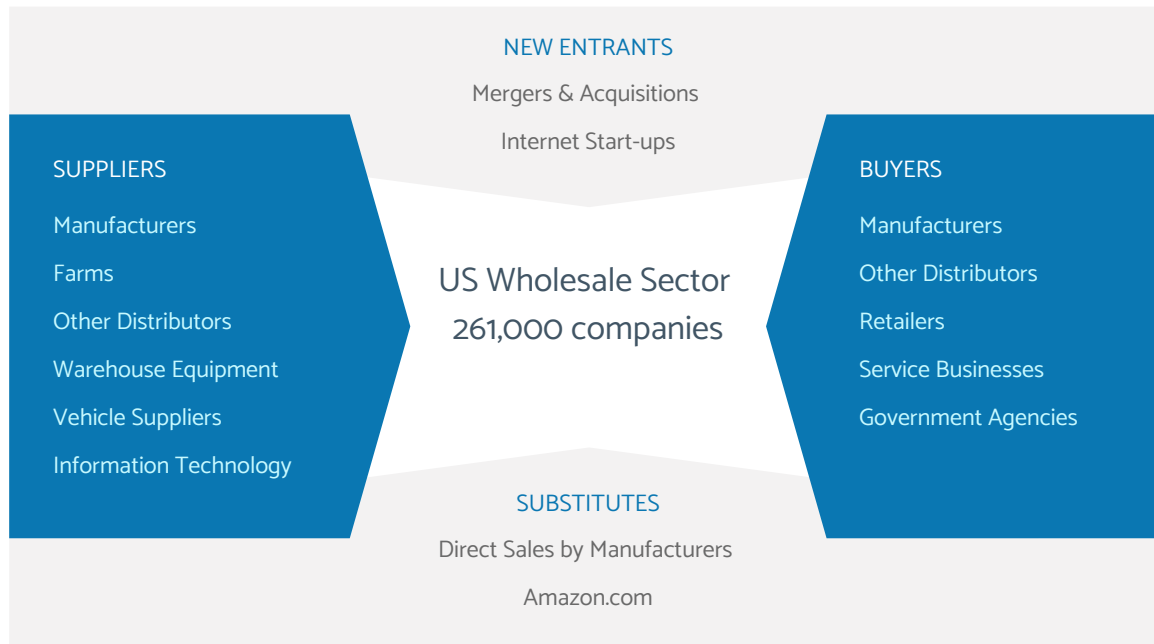 NEW ENTRANTS
Mergers & Acquisitions
Internet Start-ups
SUPPLIERS
Manufacturers
Farms
Other Distributors
Warehouse Equipment
Vehicle Suppliers
Information Technology
US Wholesale Sector
261,000 companies
BUYERS
Manufacturers
Other Distributors
Retailers
Service Businesses
Government Agencies
SUBSTITUTES
Direct Sales by Manufacturers
Amazon.com